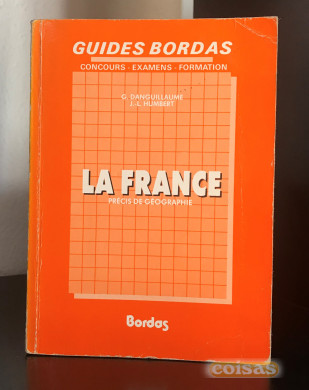 GUIDES BORDAS
CONCOURS - EXAMENS - FORMATION
G. DANGUILLAUME
J.-L. HUMBERT
LA FRANCE
PRÉCIS DE GÉOGRAPHIE
Bordas
coisas